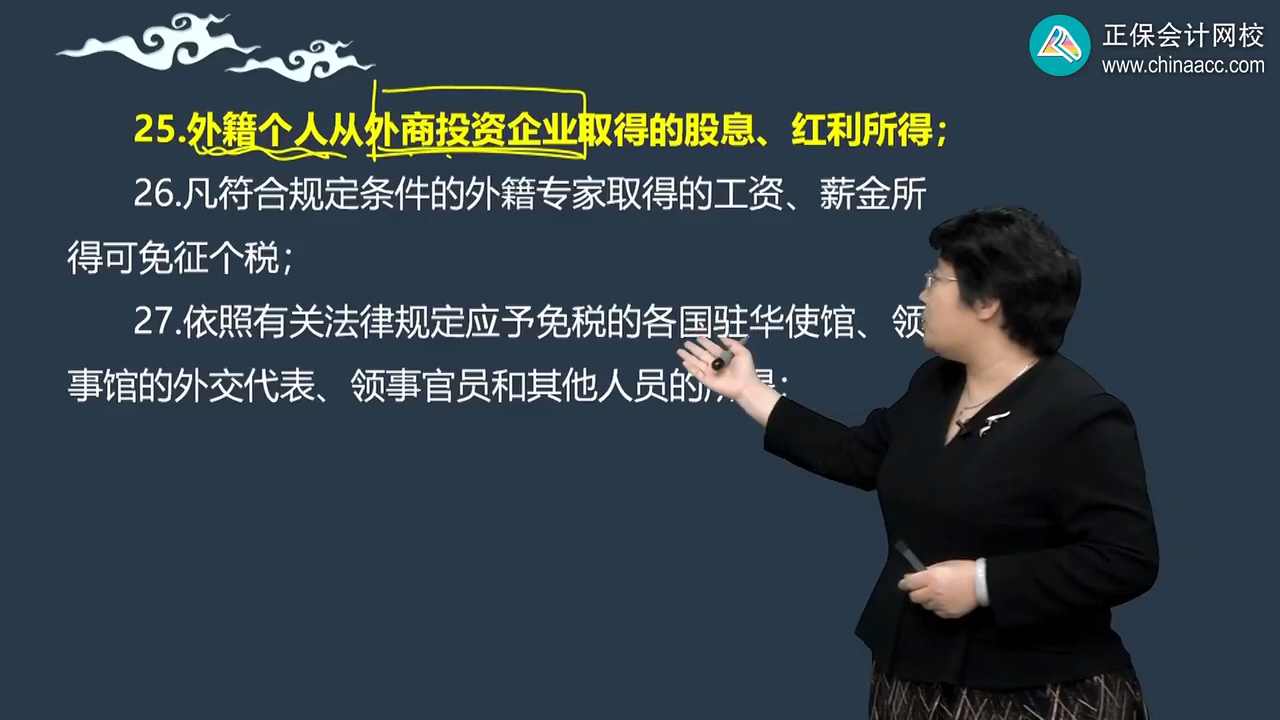 正保会计网校
www.chinaacc.com
25.外籍个人从外商投资企业取得的股息、红利所得；
26.凡符合规定条件的外籍专家取得的工资、薪金所
得可免征个税；
27.依照有关法律规定应予免税的各国驻华使馆、领
事馆的外交代表、领事官员和其他人员的所得；